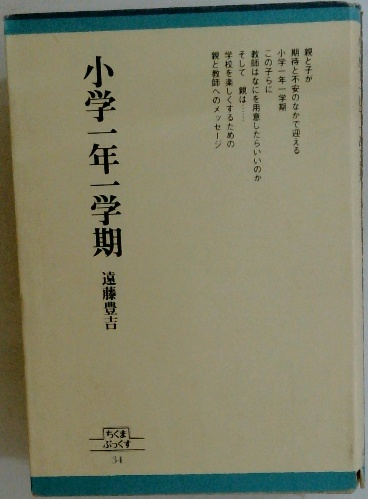 親と子が
期待と不安のなかで迎える
小学一年一学期
この子らに
教師はなにを用意したらいいのか
そして 親は……
学校を楽しくするための
親と教師へのメッセージ
小学一年一学期
遠藤豊吉
ちくま
ぶっくす
34